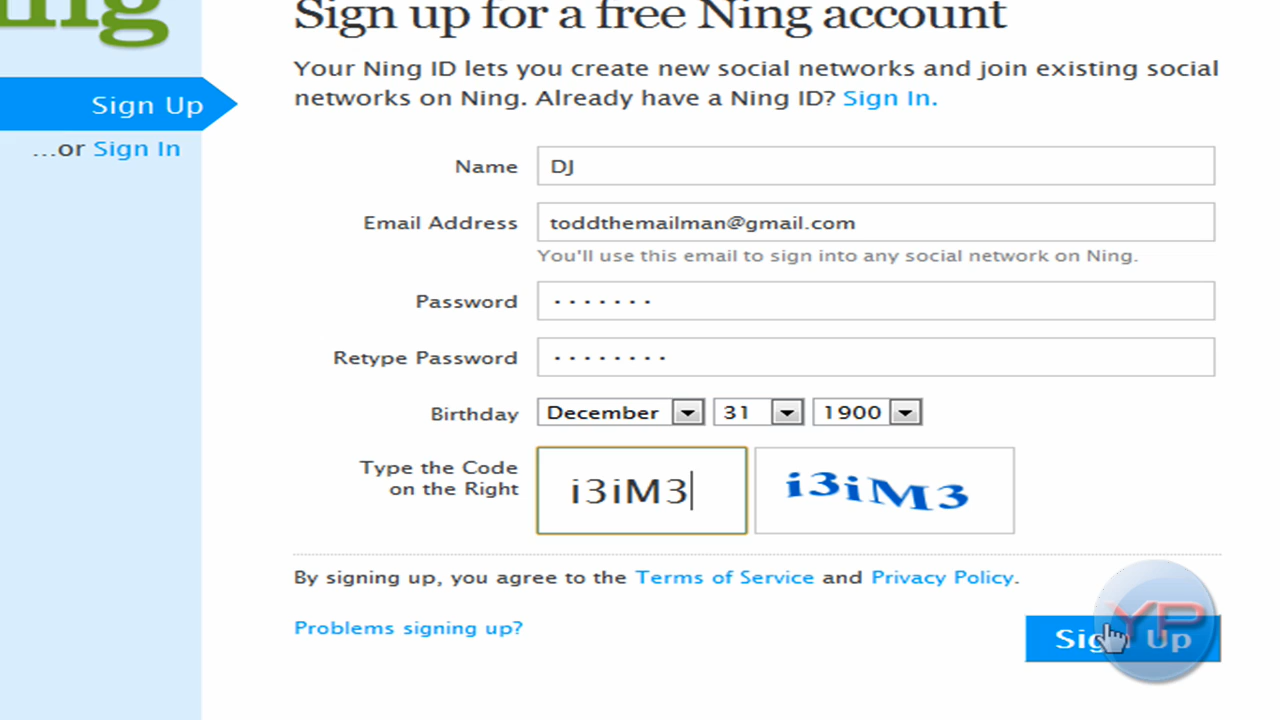 ning
Sign up for a free Ning account
Your Ning ID lets you create new social networks and join existing social
networks on Ning. Already have a Ning ID? Sign In.
Sign Up
...or Sign In
Name DJ
Email Address toddthemailman@gmail.com
You'll use this email to sign into any social network on Ning.
Password ·······
Retype Password ········
Birthday December 31 1900
Type the Code
on the Right
i3iM3 i3iM3
By signing up, you agree to the Terms of Service and Privacy Policy.
Problems signing up?
Sign Up
YP